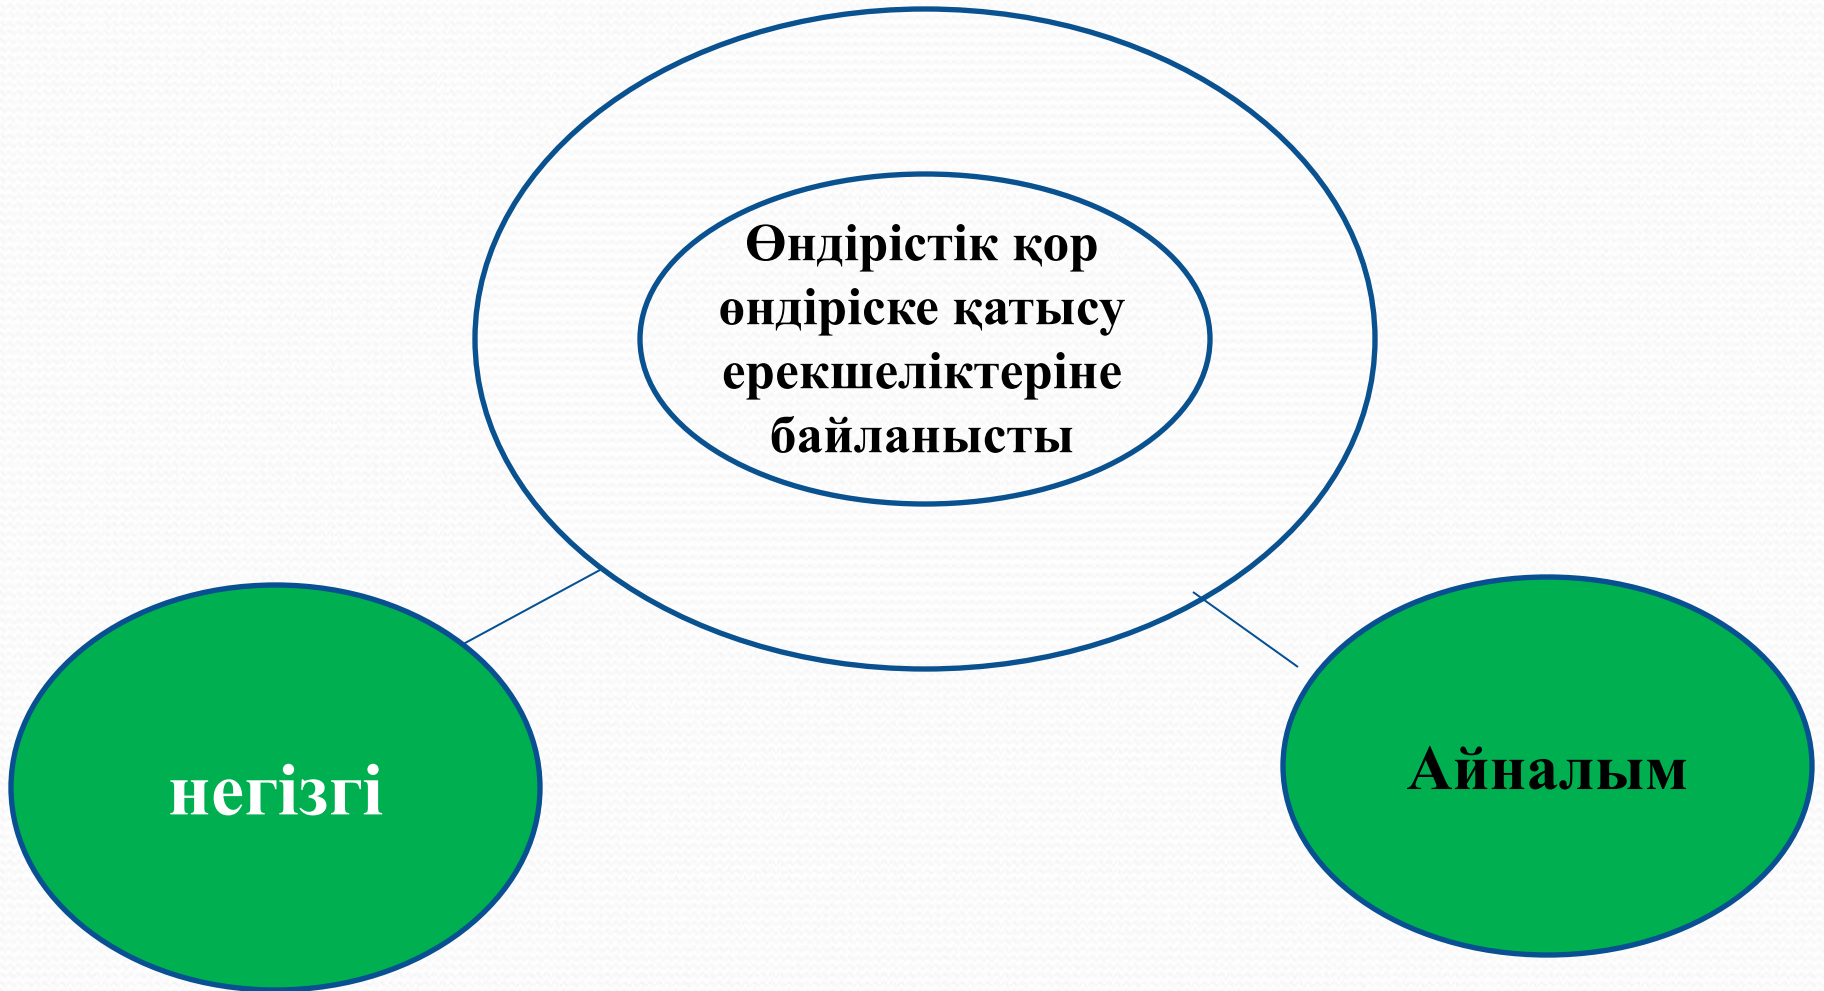 Өндірістік қор
өндіріске қатысу
ерекшеліктеріне
байланысты
негізгі
Айналым